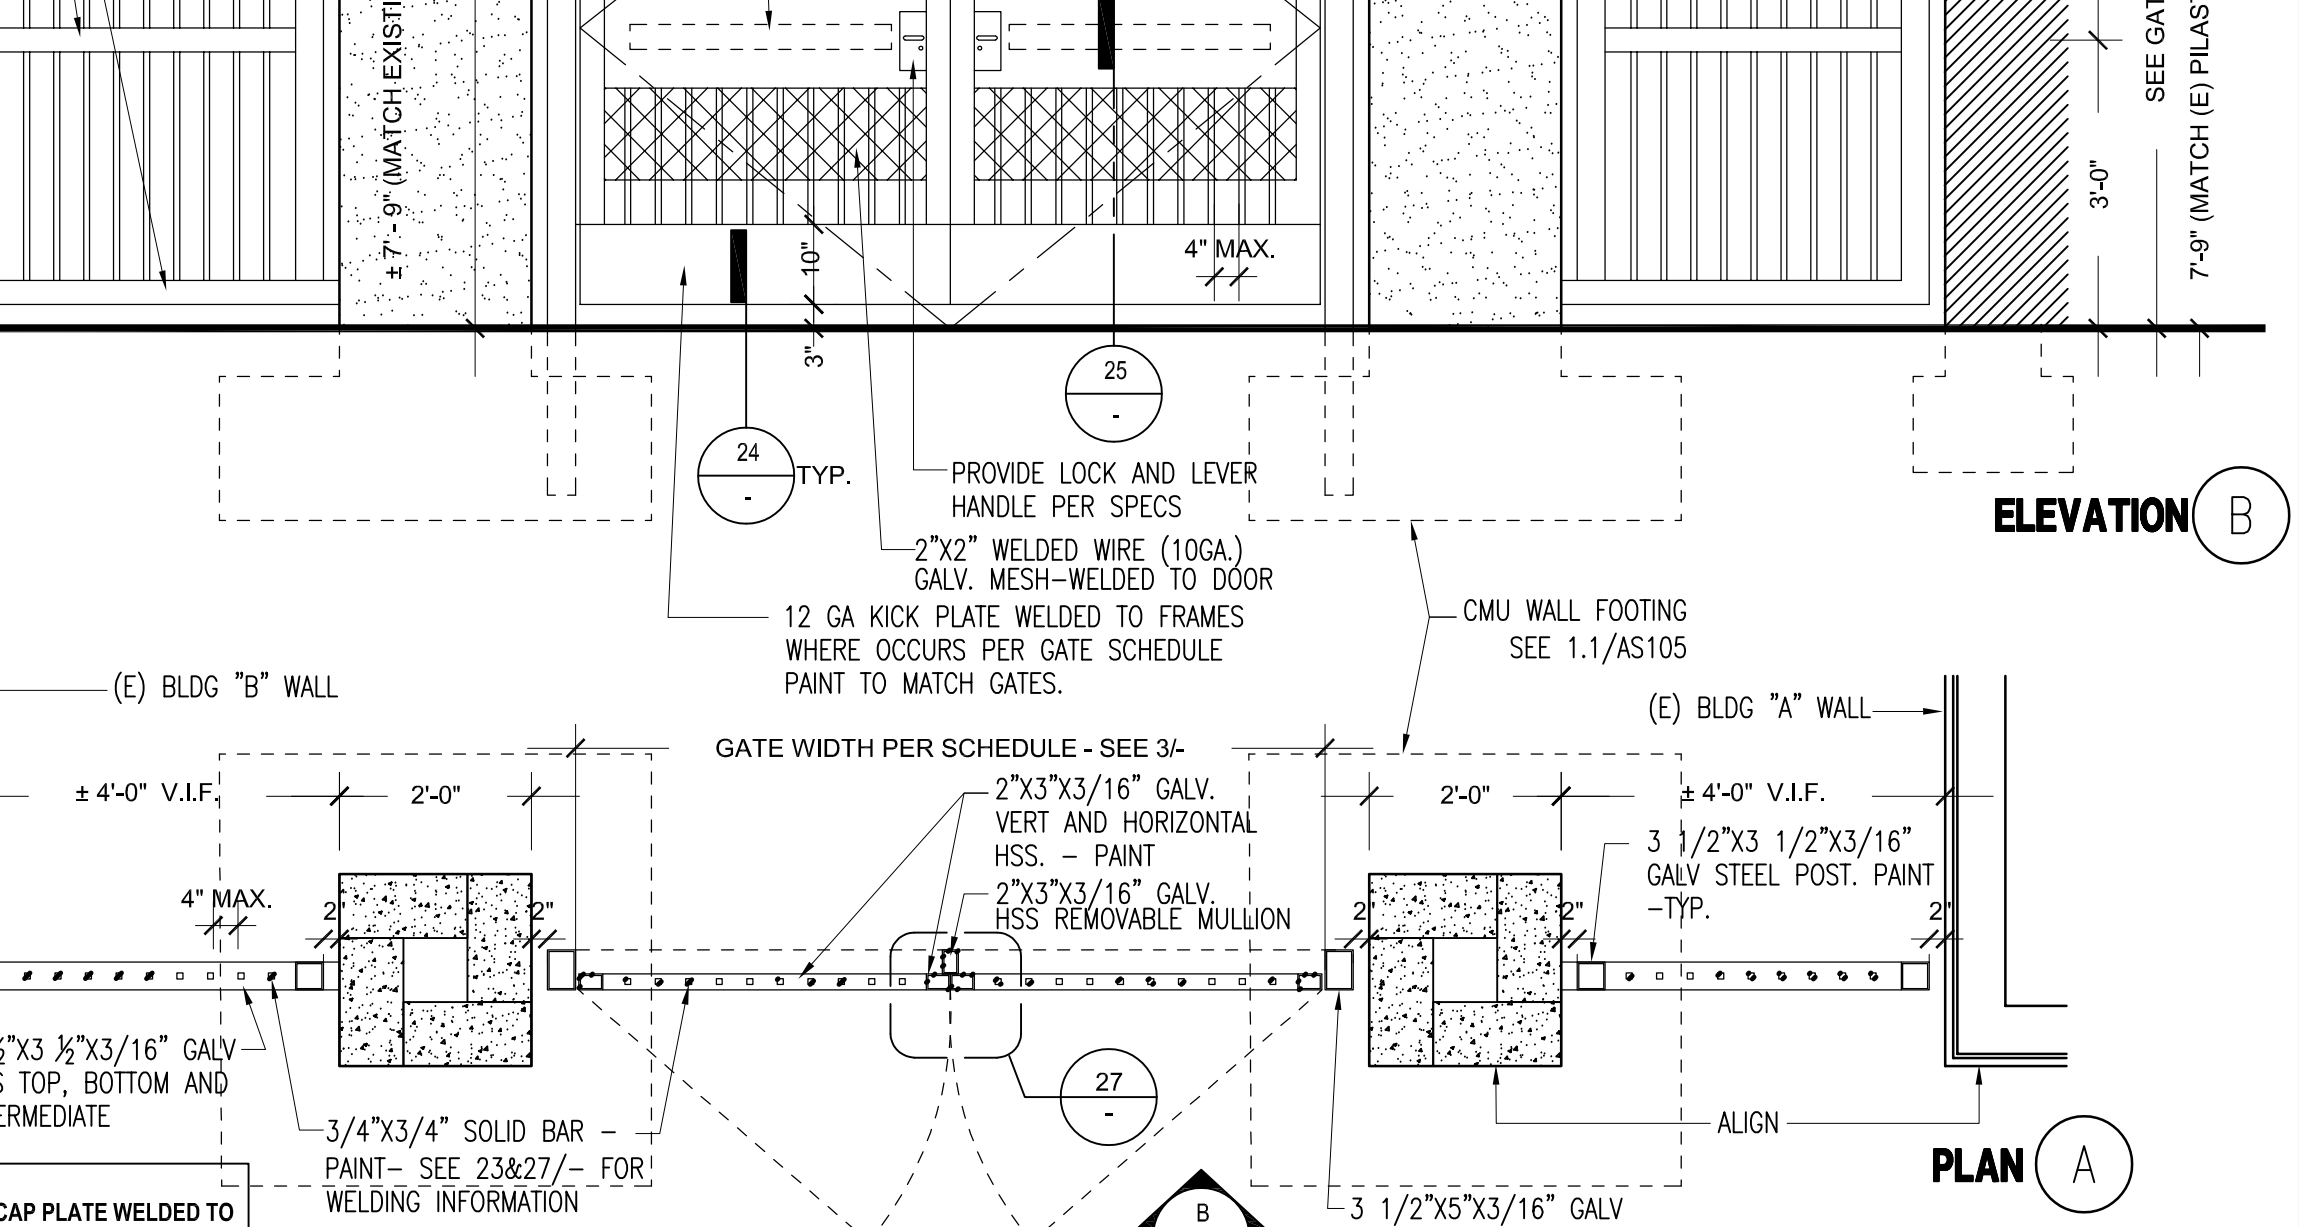 ± 7' - 9" (MATCH EXISTI
SEE GAT
7'-9" (MATCH (E) PILAS
3'-0"
10"
3"
4" MAX.
25
-
24
-
TYP.
PROVIDE LOCK AND LEVER
HANDLE PER SPECS
2"X2" WELDED WIRE (10GA.)
GALV. MESH-WELDED TO DOOR
12 GA KICK PLATE WELDED TO FRAMES
WHERE OCCURS PER GATE SCHEDULE
PAINT TO MATCH GATES.
ELEVATION
B
CMU WALL FOOTING
SEE 1.1/AS105
(E) BLDG "B" WALL
(E) BLDG "A" WALL
GATE WIDTH PER SCHEDULE - SEE 3/-
± 4'-0" V.I.F.
2'-0"
2'-0"
± 4'-0" V.I.F.
2"X3"X3/16" GALV.
VERT AND HORIZONTAL
HSS. - PAINT
2"X3"X3/16" GALV.
HSS REMOVABLE MULLION
3 1/2"X3 1/2"X3/16"
GALV STEEL POST. PAINT
-TYP.
4" MAX.
2"
2"
2"
2"
2"
½"X3 ½"X3/16" GALV
S TOP, BOTTOM AND
ERMEDIATE
3/4"X3/4" SOLID BAR -
PAINT- SEE 23&27/- FOR
WELDING INFORMATION
27
-
ALIGN
PLAN
A
CAP PLATE WELDED TO
B
3 1/2"X5"X3/16" GALV